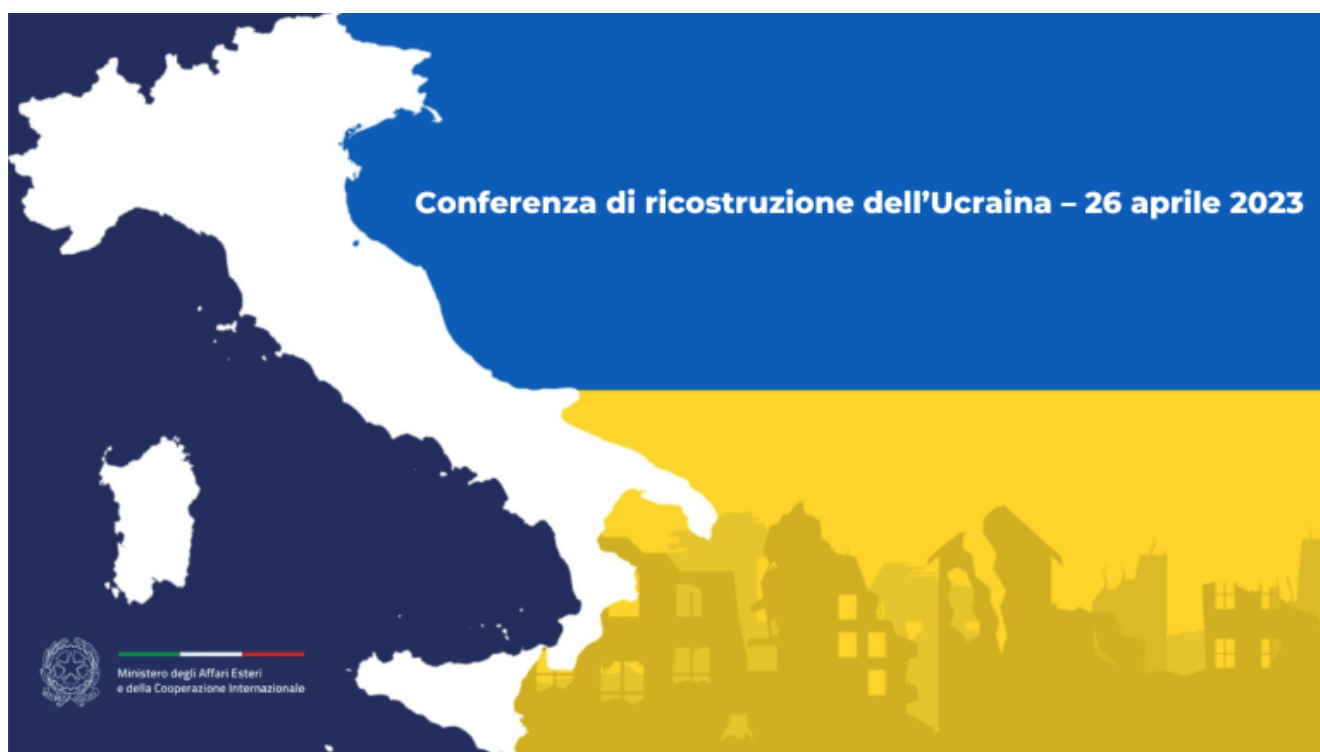 Conferenza di ricostruzione dell’Ucraina – 26 aprile 2023
Ministero degli Affari Esteri
e della Cooperazione Internazionale